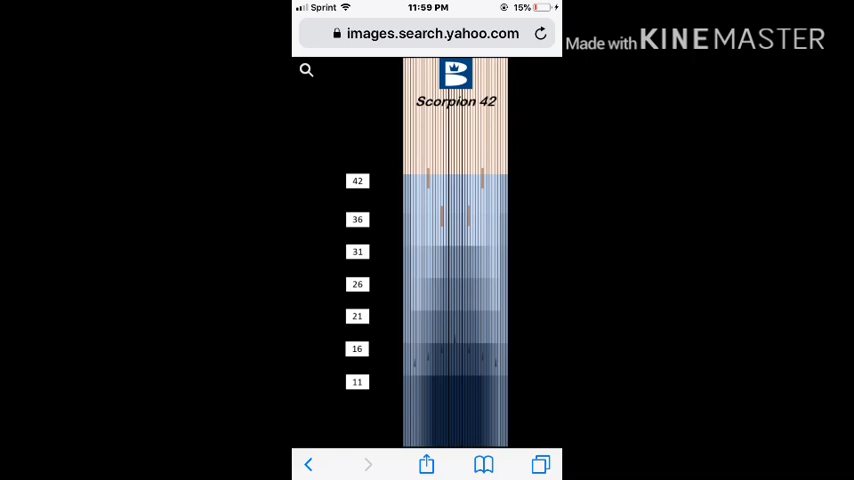 Sprint 11:59 PM 15%
images.search.yahoo.com
Made with KINEMASTER
B
Scorpion 42
42
36
31
26
21
16
11